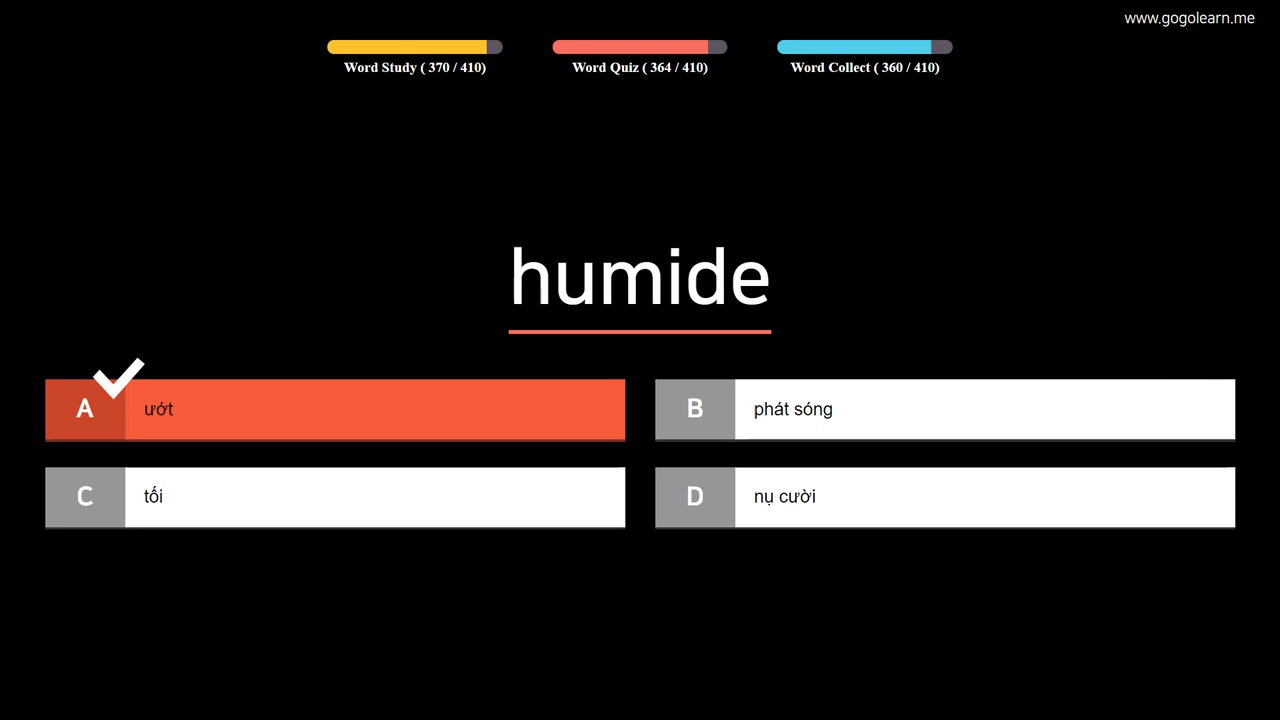 www.gogolearn.me
Word Study ( 370 / 410)
Word Quiz ( 364 / 410)
Word Collect ( 360 / 410)
humide
A ướt
B phát sóng
C tối
D nụ cười